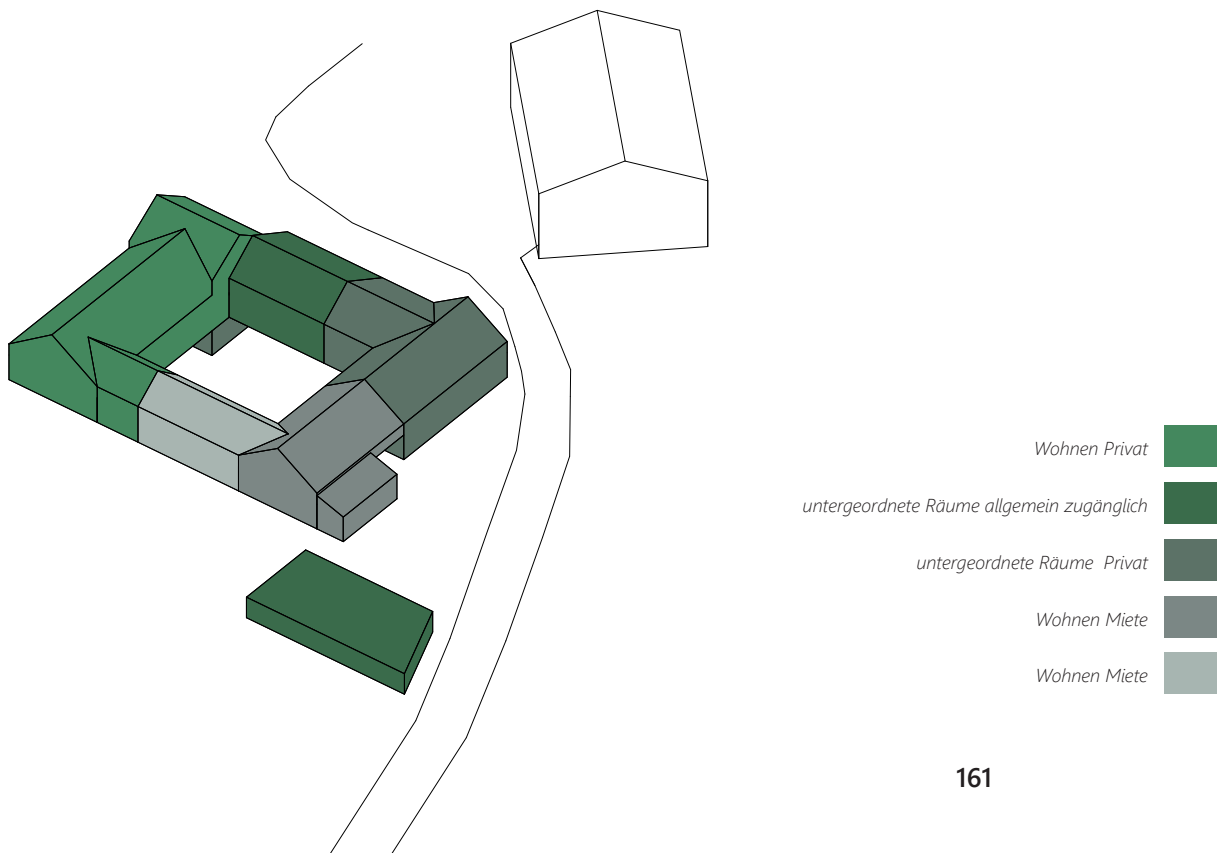 Wohnen Privat
untergeordnete Räume allgemein zugänglich
untergeordnete Räume  Privat
Wohnen Miete
Wohnen Miete
161